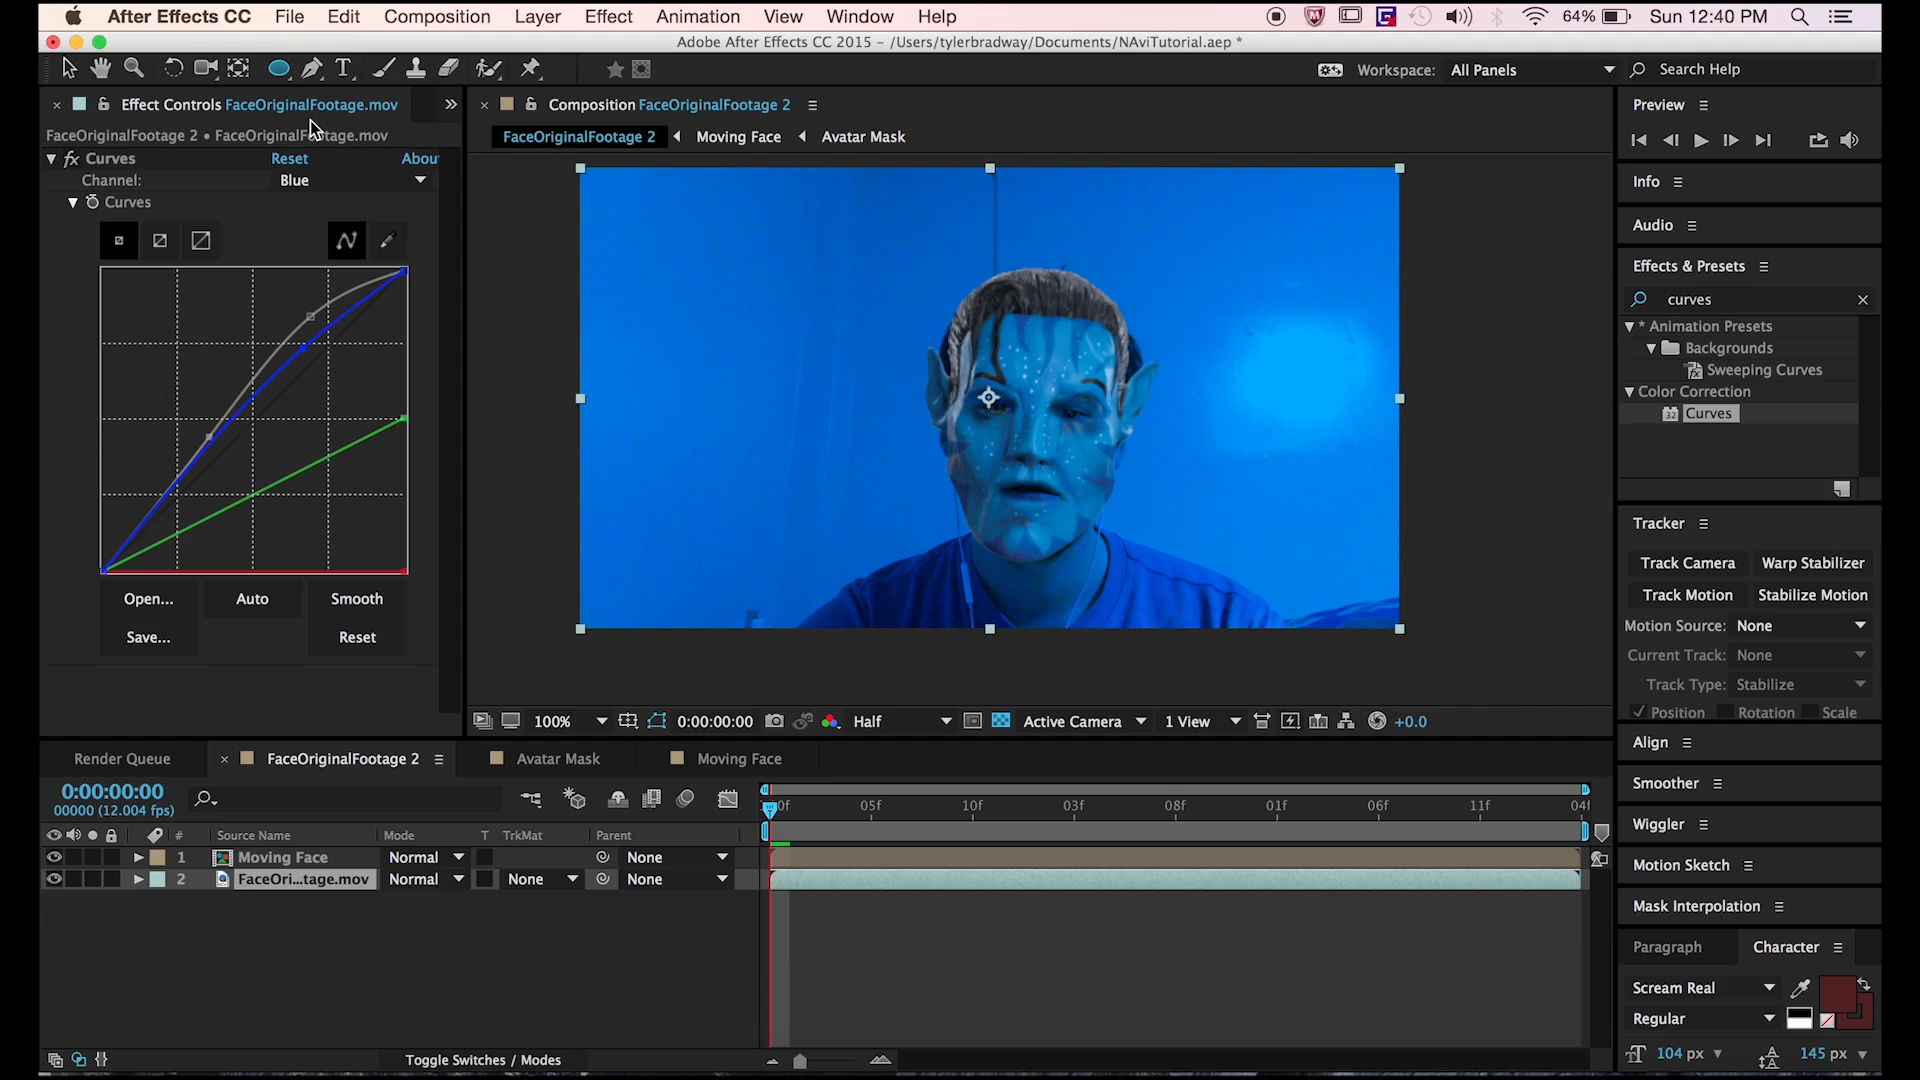 After Effects CC File Edit Composition Layer Effect Animation View Window Help 64% Sun 12:40 PM
Adobe After Effects CC 2015 - /Users/tylerbradway/Documents/NAviTutorial.aep *
Workspace: All Panels Search Help
Effect Controls FaceOriginalFootage.mov
Composition FaceOriginalFootage 2
Preview
FaceOriginalFootage 2 • FaceOriginalFootage.mov
FaceOriginalFootage 2 Moving Face Avatar Mask
fx Curves Reset Abou
Channel: Blue
Curves
Open... Auto Smooth
Save... Reset
100% 0:00:00:00 Half Active Camera 1 View +0.0
Info
Audio
Effects & Presets
curves
* Animation Presets
Backgrounds
Sweeping Curves
Color Correction
32 Curves
Tracker
Track Camera Warp Stabilizer
Track Motion Stabilize Motion
Motion Source: None
Current Track: None
Track Type: Stabilize
Position Rotation Scale
Align
Smoother
Wiggler
Motion Sketch
Mask Interpolation
Paragraph Character
Scream Real
Regular
104 px 145 px
Render Queue FaceOriginalFootage 2 Avatar Mask Moving Face
0:00:00:00
00000 (12.004 fps)
00f 05f 10f 03f 08f 01f 06f 11f 04f
# Source Name Mode T TrkMat Parent
1 Moving Face Normal None
2 FaceOri...tage.mov Normal None None
Toggle Switches / Modes